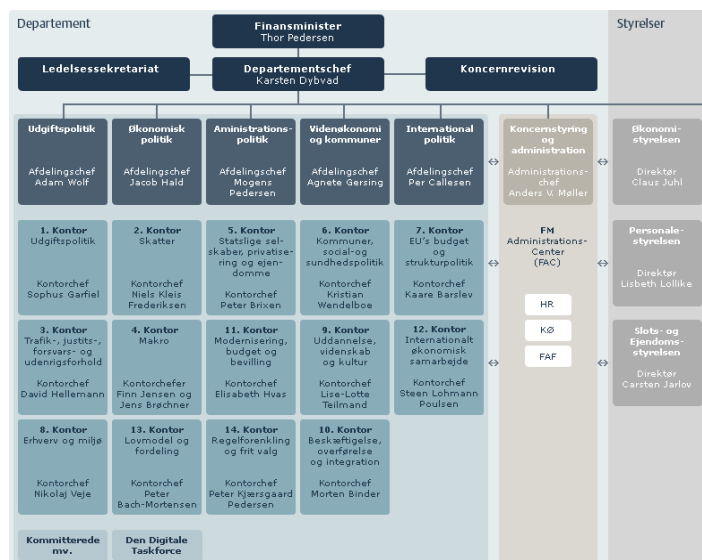 Departement
Styrelser
Finansminister
Thor Pedersen
Ledelsessekretariat
Departementschef
Karsten Dybvad
Koncernrevision
Udgiftspolitik
Afdelingschef
Adam Wolf
Økonomisk
politik
Afdelingschef
Jacob Hald
Aministrations-
politik
Afdelingschef
Mogens
Pedersen
Videnøkonomi
og kommuner
Afdelingschef
Agnete Gersing
International
politik
Afdelingschef
Per Callesen
Koncernstyring
og
administration
Administrations-
chef
Anders V. Møller
Økonomi-
styrelsen
Direktør
Claus Juhl
1. Kontor
Udgiftspolitik
Kontorchef
Sophus Garfiel
2. Kontor
Skatter
Kontorchef
Niels Kleis
Frederiksen
5. Kontor
Statslige sel-
skaber, privatise-
ring og ejen-
domme
Kontorchef
Peter Brixen
6. Kontor
Kommuner,
social-og
sundhedspolitik
Kontorchef
Kristian
Wendelboe
7. Kontor
EU's budget
og
strukturpolitik
Kontorchef
Kaare Barslev
FM
Administrations-
Center
(FAC)
HR
KØ
FAF
Personale-
styrelsen
Direktør
Lisbeth Lollike
3. Kontor
Trafik-, justits-,
forsvars- og
udenrigsforhold
Kontorchef
David Hellemann
4. Kontor
Makro
Kontorchefer
Finn Jensen og
Jens Brøchner
11. Kontor
Modernisering,
budget og
bevilling
Kontorchef
Elisabeth Hvas
9. Kontor
Uddannelse,
videnskab
og kultur
Kontorchef
Lise-Lotte
Teilmand
12. Kontor
Internationalt
økonomisk
samarbejde
Kontorchef
Steen Lohmann
Poulsen
Slots- og
Ejendoms-
styrelsen
Direktør
Carsten Jarlov
8. Kontor
Erhverv og miljø
Kontorchef
Nikolaj Veje
13. Kontor
Lovmodel og
fordeling
Kontorchef
Peter
Bach-Mortensen
14. Kontor
Regelforenkling
og frit valg
Kontorchef
Peter Kjærsgaard
Pedersen
10. Kontor
Beskæftigelse,
overførelse
og integration
Kontorchef
Morten Binder
Kommitterede
mv.
Den Digitale
Taskforce